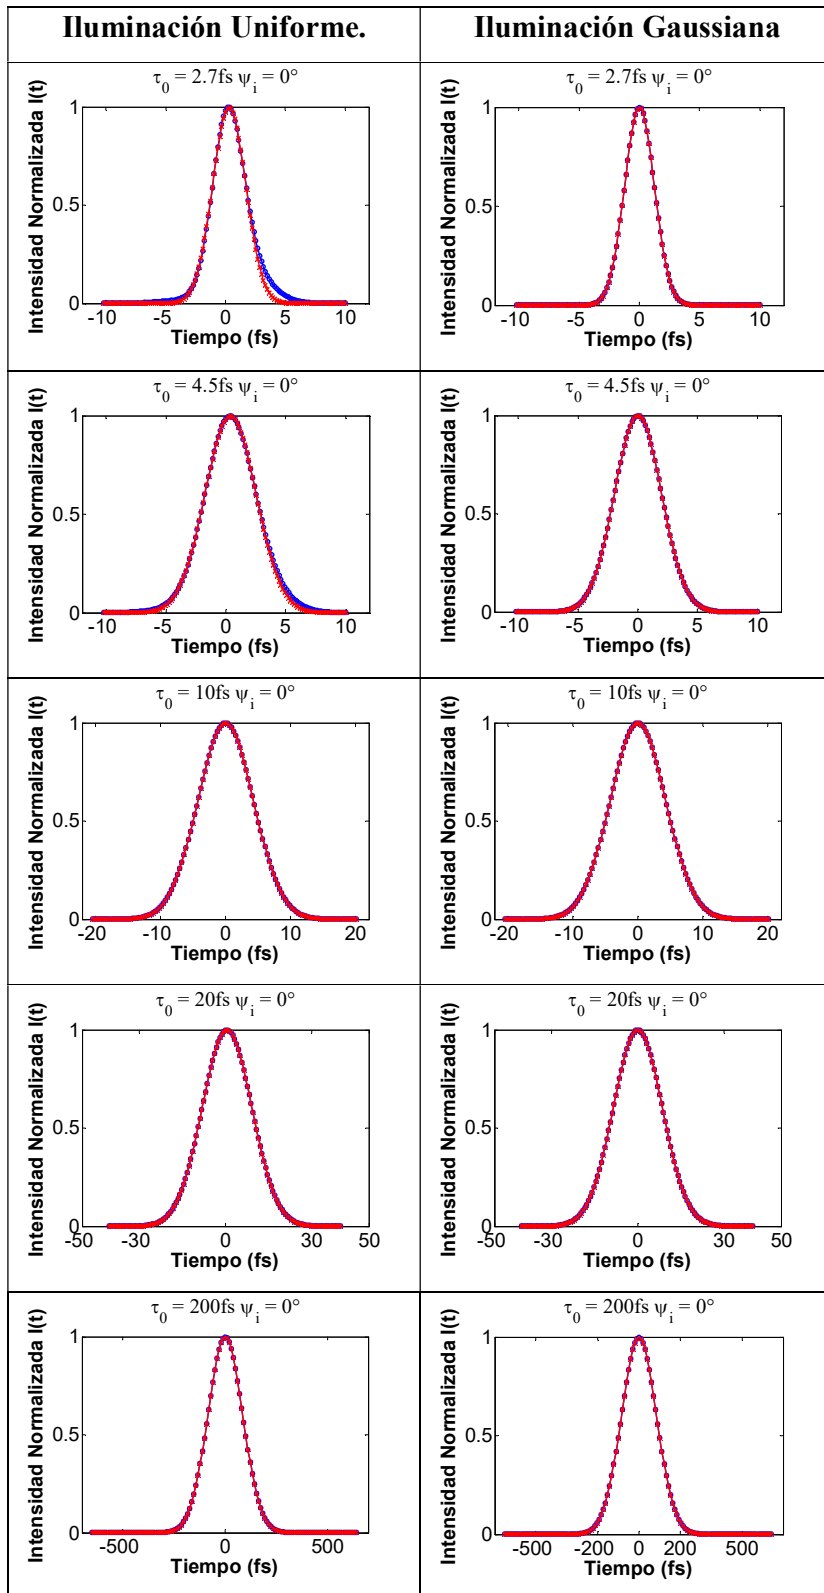 Iluminación Uniforme.
Iluminación Gaussiana
τ0 = 2.7fs ψi = 0°
Intensidad Normalizada I(t)
1
0.5
0
-10 -5 0 5 10
Tiempo (fs)
τ0 = 2.7fs ψi = 0°
Intensidad Normalizada I(t)
1
0.5
0
-10 -5 0 5 10
Tiempo (fs)
τ0 = 4.5fs ψi = 0°
Intensidad Normalizada I(t)
1
0.5
0
-10 -5 0 5 10
Tiempo (fs)
τ0 = 4.5fs ψi = 0°
Intensidad Normalizada I(t)
1
0.5
0
-10 -5 0 5 10
Tiempo (fs)
τ0 = 10fs ψi = 0°
Intensidad Normalizada I(t)
1
0.5
0
-20 -10 0 10 20
Tiempo (fs)
τ0 = 10fs ψi = 0°
Intensidad Normalizada I(t)
1
0.5
0
-20 -10 0 10 20
Tiempo (fs)
τ0 = 20fs ψi = 0°
Intensidad Normalizada I(t)
1
0.5
0
-50 -30 0 30 50
Tiempo (fs)
τ0 = 20fs ψi = 0°
Intensidad Normalizada I(t)
1
0.5
0
-50 -30 0 30 50
Tiempo (fs)
τ0 = 200fs ψi = 0°
Intensidad Normalizada I(t)
1
0.5
0
-500 0 500
Tiempo (fs)
τ0 = 200fs ψi = 0°
Intensidad Normalizada I(t)
1
0.5
0
-500 -200 0 200 500
Tiempo (fs)